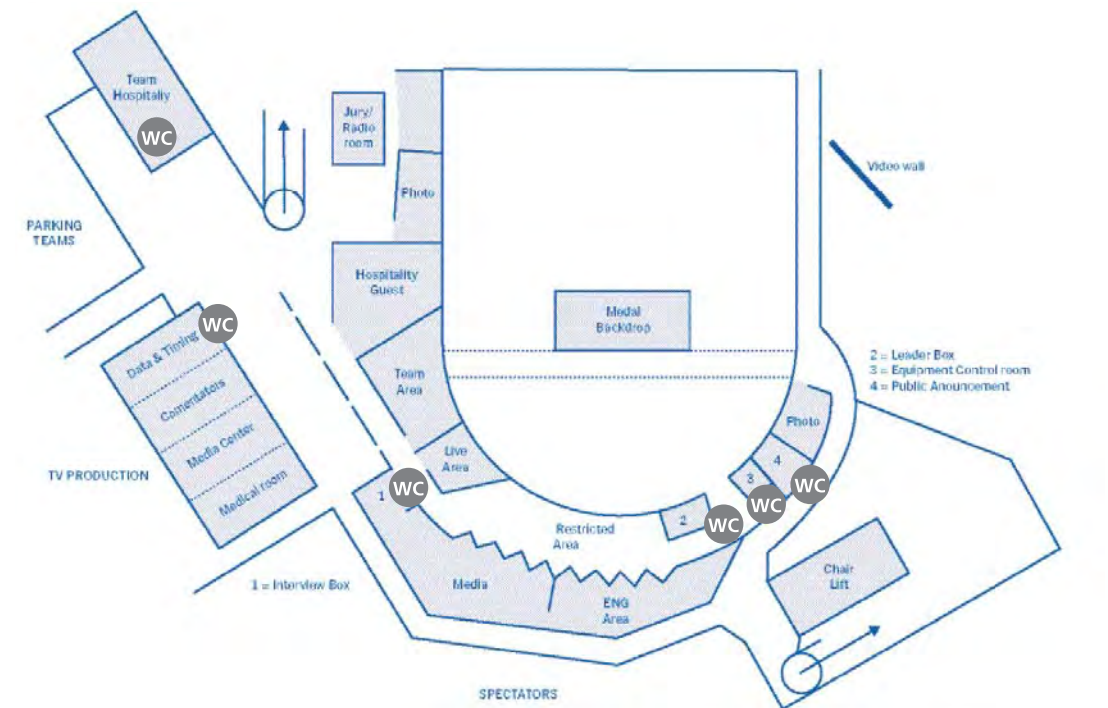 Team
Hospitaliy
WC
Jury/
Radio
room
Photo
Video wall
PARKING
TEAMS
Hospitality
Guest
Medal
Backdrop
WC
Data & Timing
Comentators
Media Center
Medical room
TV PRODUCTION
Team
Area
Live
Area
2 = Leader Box
3 = Equipment Control room
4 = Public Anouncement
Photo
4
3
WC
WC
1
WC
2
WC
Restricted
Area
1 = Interview Box
Media
ENG
Area
Chair
Lift
SPECTATORS